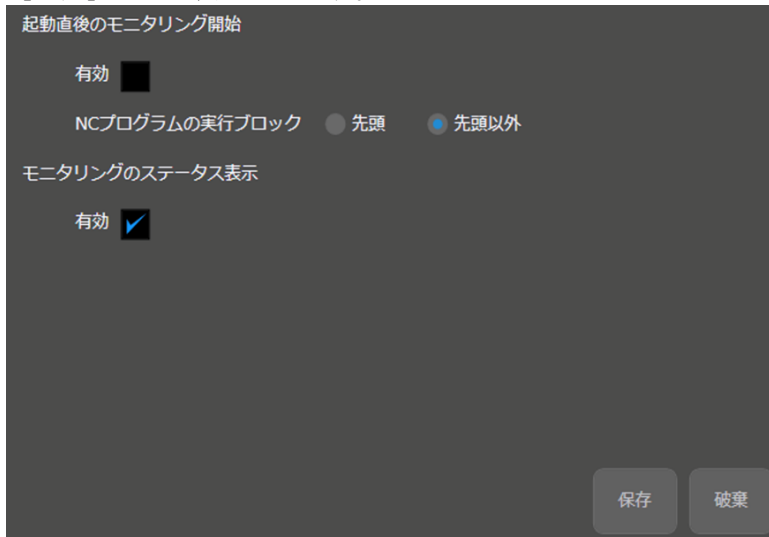 起動直後のモニタリング開始
有効
NCプログラムの実行ブロック 先頭 先頭以外
モニタリングのステータス表示
有効
保存 破棄